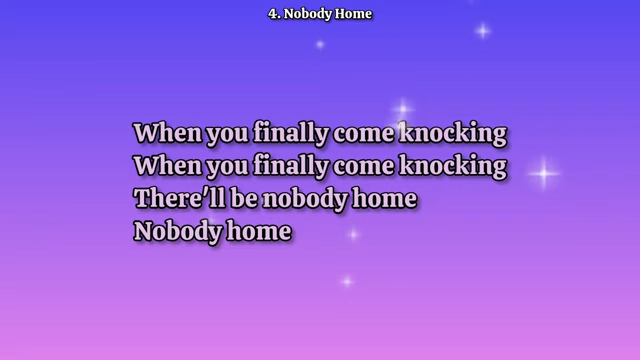 4. Nobody Home
When you finally come knocking
When you finally come knocking
There'll be nobody home
Nobody home